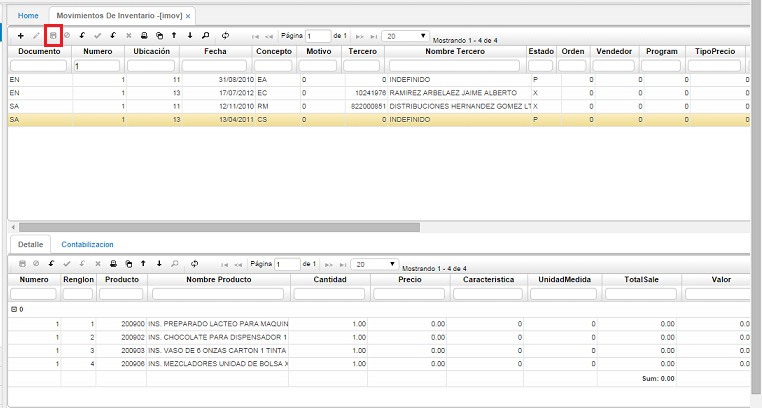 Home Movimientos De Inventario -[imov] ×
Página 1 de 1 20 Mostrando 1 - 4 de 4
Documento Numero Ubicación Fecha Concepto Motivo Tercero Nombre Tercero Estado Orden Vendedor Program TipoPrecio
1
EN 1 11 31/08/2010 EA 0 0 INDEFINIDO P 0 0 0 0
EN 1 13 17/07/2012 EC 0 10241976 RAMIREZ ARBELAEZ JAIME ALBERTO X 0 0 0 0
SA 1 11 12/11/2010 RM 0 822000851 DISTRIBUCIONES HERNANDEZ GOMEZ LT X 0 0 0 0
SA 1 13 13/04/2011 CS 0 0 INDEFINIDO P 0 0 0 0
Detalle Contabilizacion
Página 1 de 1 20 Mostrando 1 - 4 de 4
Numero Renglon Producto Nombre Producto Cantidad Precio Caracteristica UnidadMedida TotalSale Valor
0
1 1 200900 INS. PREPARADO LACTEO PARA MAQUIN 1.00 0.00 0 0 0.00 0.0
1 2 200902 INS. CHOCOLATE PARA DISPENSADOR 1 1.00 0.00 0 0 0.00 0.0
1 3 200903 INS. VASO DE 6 ONZAS CARTON 1 TINTA 1.00 0.00 0 0 0.00 0.0
1 4 200906 INS. MEZCLADORES UNIDAD DE BOLSA X 1.00 0.00 0 0 0.00 0.0
Sum: 0.00